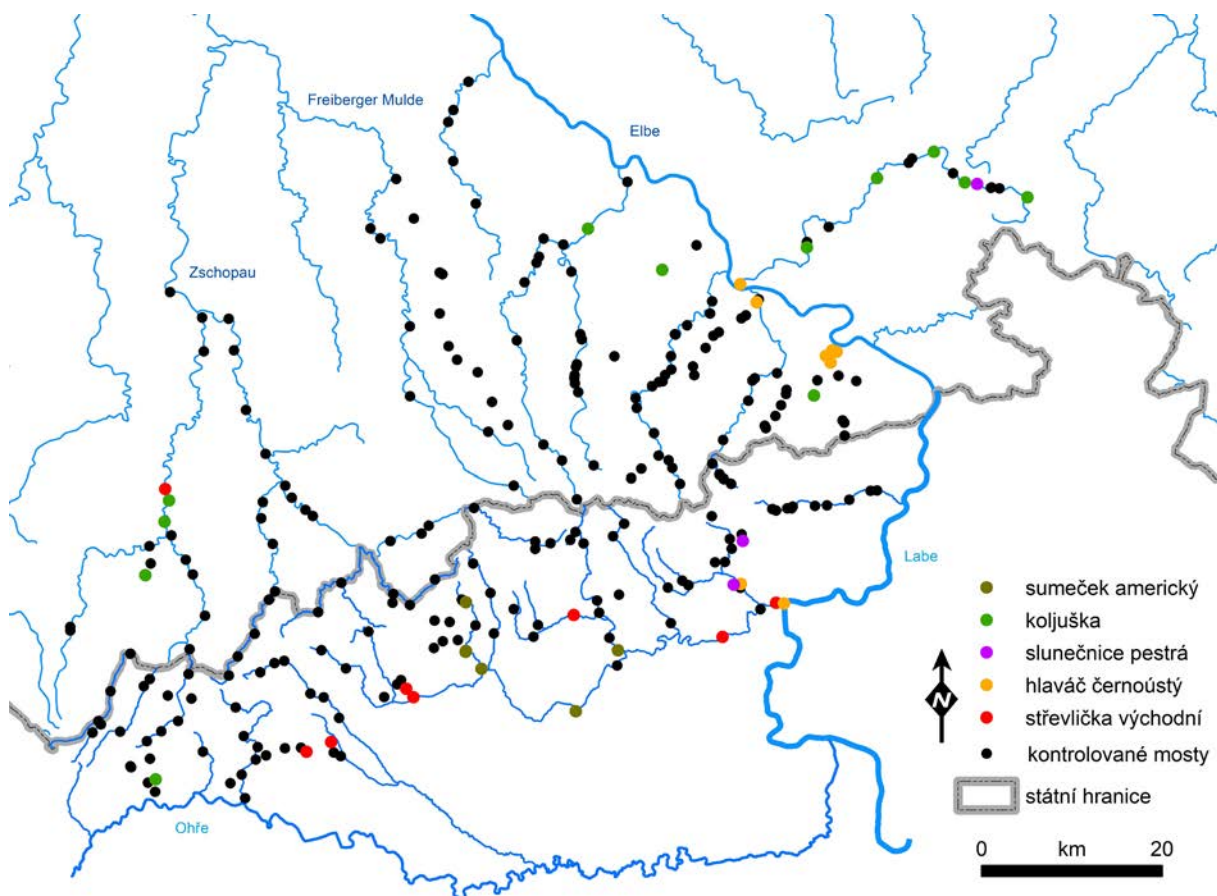 Freiberger Mulde
Elbe
Zschopau
Labe
Ohře
sumeček americký
koljuška
slunečnice pestrá
hlaváč černoústý
střevlička východní
kontrolované mosty
státní hranice
N
km
0 20